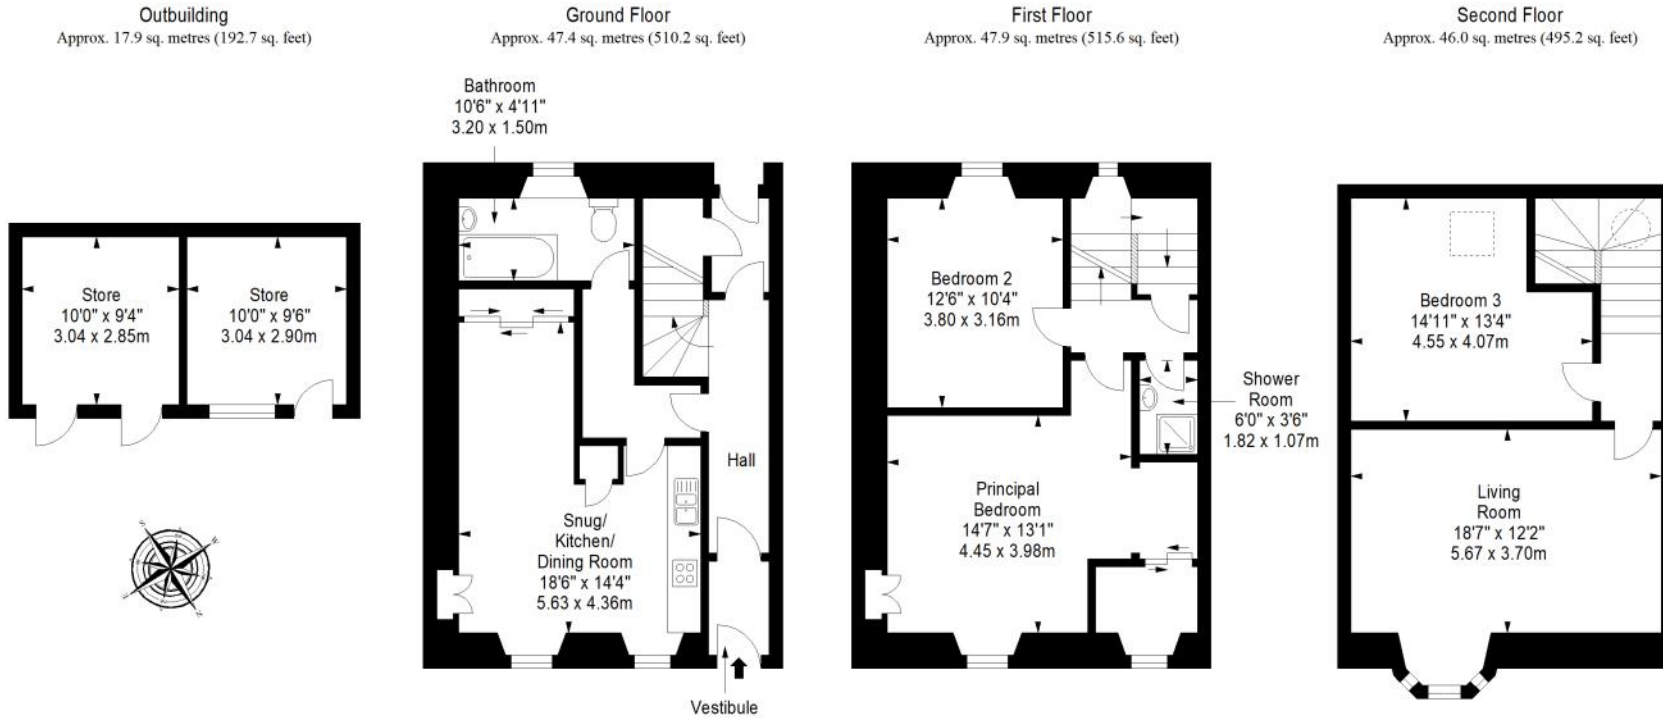 Outbuilding
Approx. 17.9 sq. metres (192.7 sq. feet)
Ground Floor
Approx. 47.4 sq. metres (510.2 sq. feet)
First Floor
Approx. 47.9 sq. metres (515.6 sq. feet)
Second Floor
Approx. 46.0 sq. metres (495.2 sq. feet)
Store
10'0" x 9'4"
3.04 x 2.85m
Store
10'0" x 9'6"
3.04 x 2.90m
S
W
E
N
Bathroom
10'6" x 4'11"
3.20 x 1.50m
Hall
Snug/
Kitchen/
Dining Room
18'6" x 14'4"
5.63 x 4.36m
Vestibule
Bedroom 2
12'6" x 10'4"
3.80 x 3.16m
Shower
Room
6'0" x 3'6"
1.82 x 1.07m
Principal
Bedroom
14'7" x 13'1"
4.45 x 3.98m
Bedroom 3
14'11" x 13'4"
4.55 x 4.07m
Living
Room
18'7" x 12'2"
5.67 x 3.70m